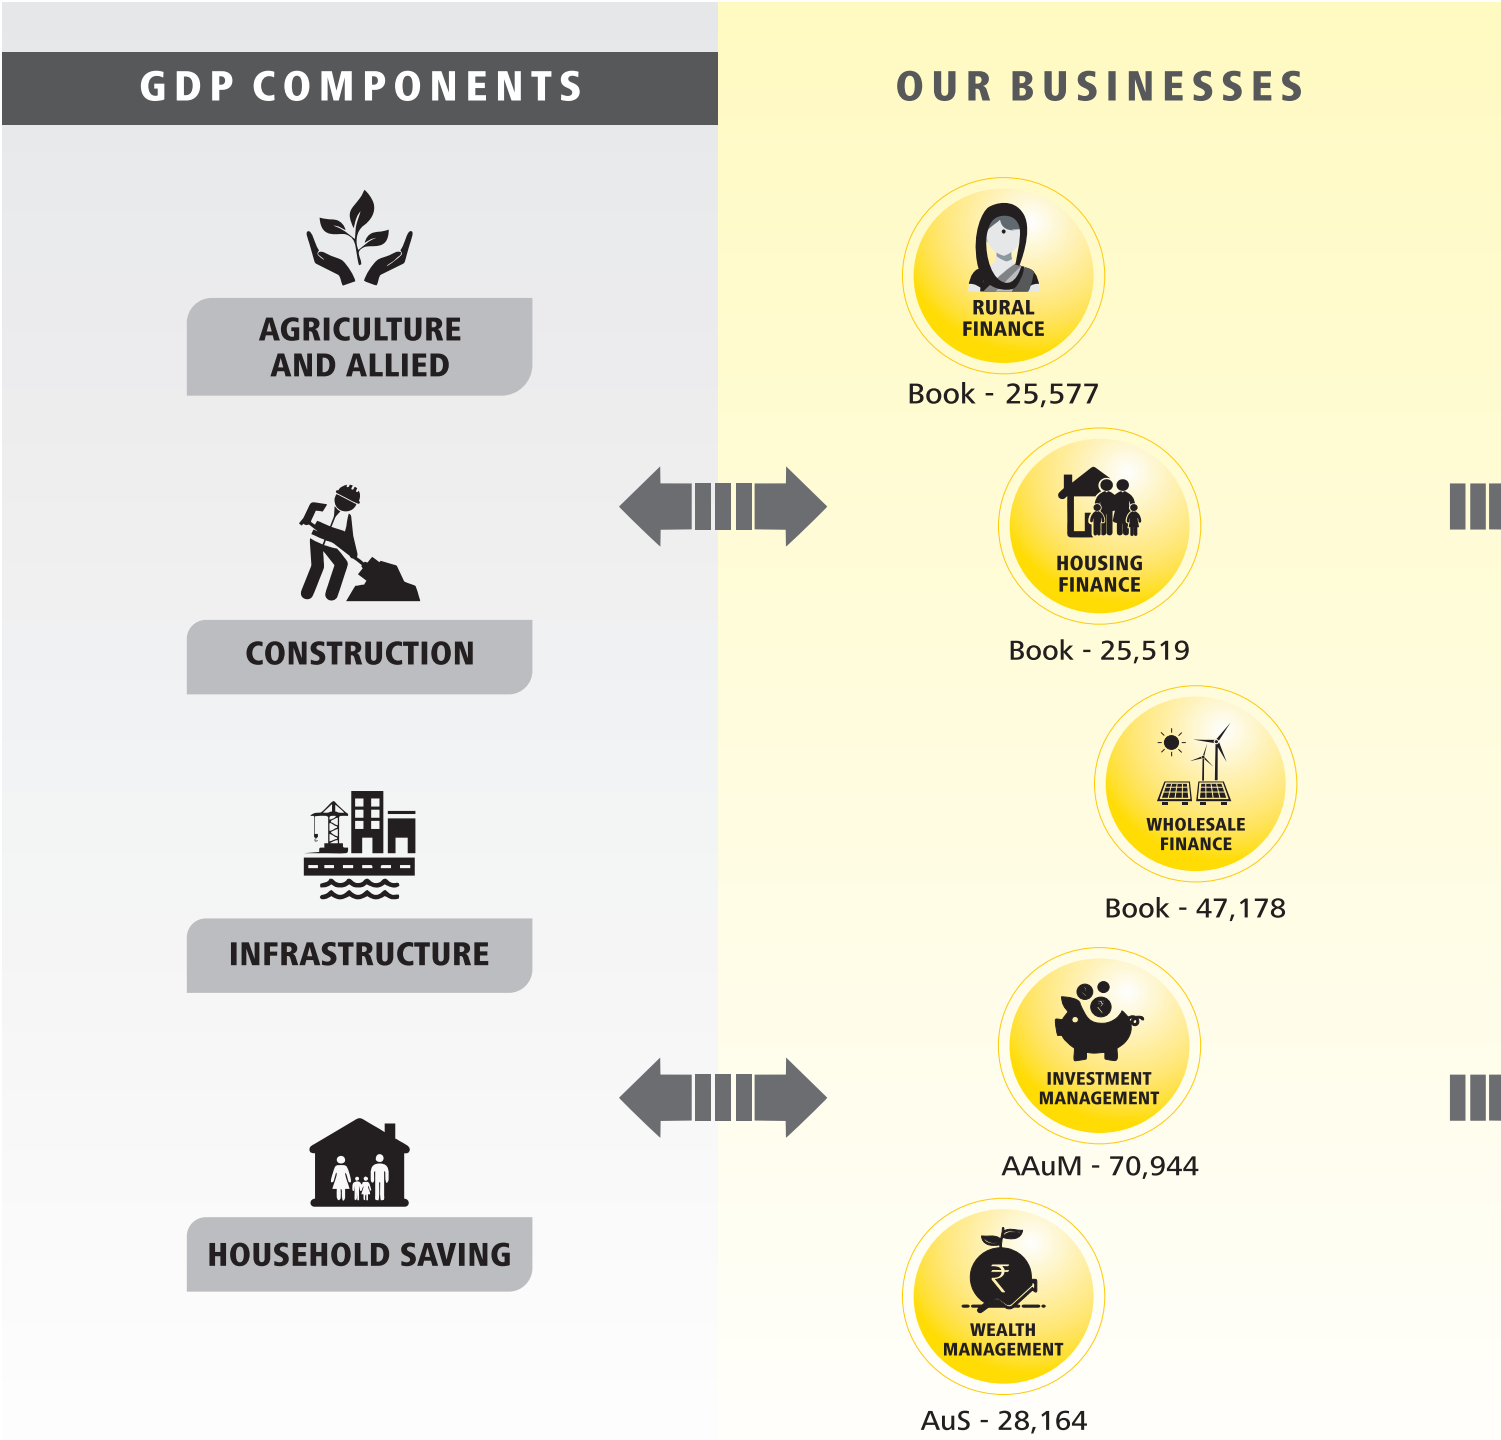 GDP COMPONENTS
AGRICULTURE
AND ALLIED
CONSTRUCTION
INFRASTRUCTURE
HOUSEHOLD SAVING
OUR BUSINESSES
RURAL
FINANCE
Book - 25,577
HOUSING
FINANCE
Book - 25,519
WHOLESALE
FINANCE
Book - 47,178
₹
INVESTMENT
MANAGEMENT
AAuM - 70,944
₹
WEALTH
MANAGEMENT
AuS - 28,164